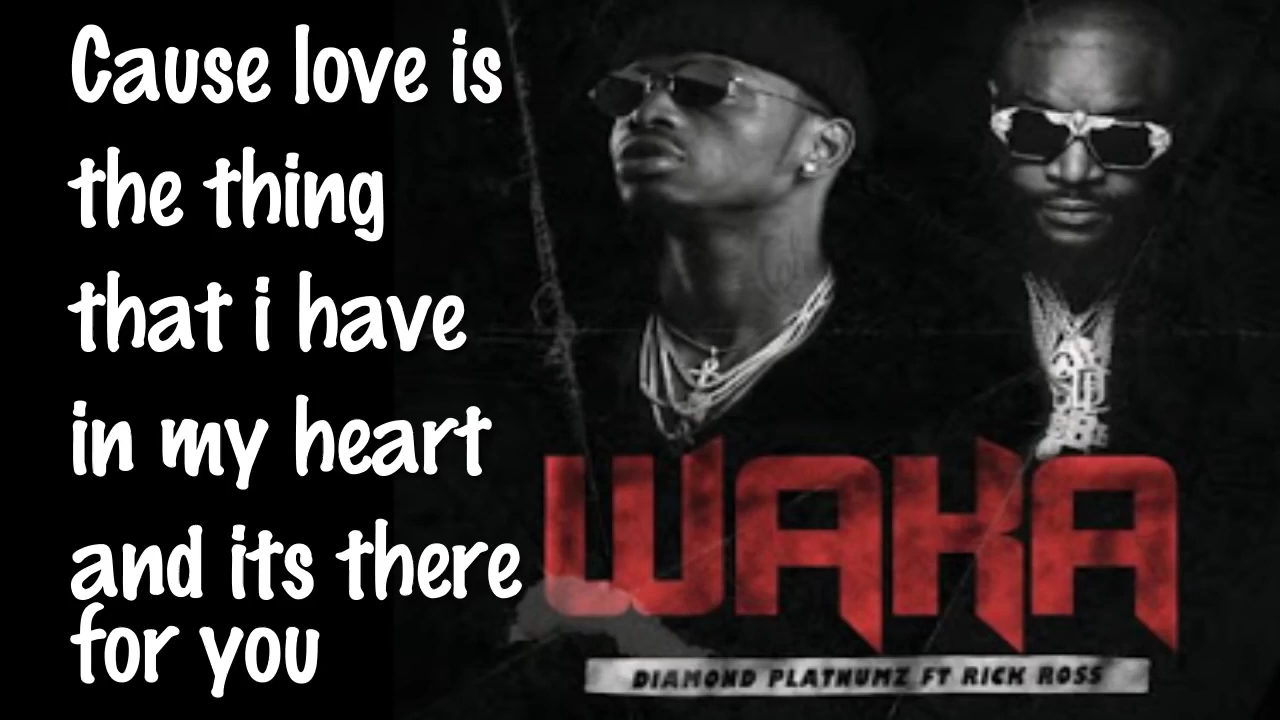 Cause love is
the thing
that i have
in my heart
and its there
for you
WAKA
DIAMOND PLATNUMZ FT RICK ROSS